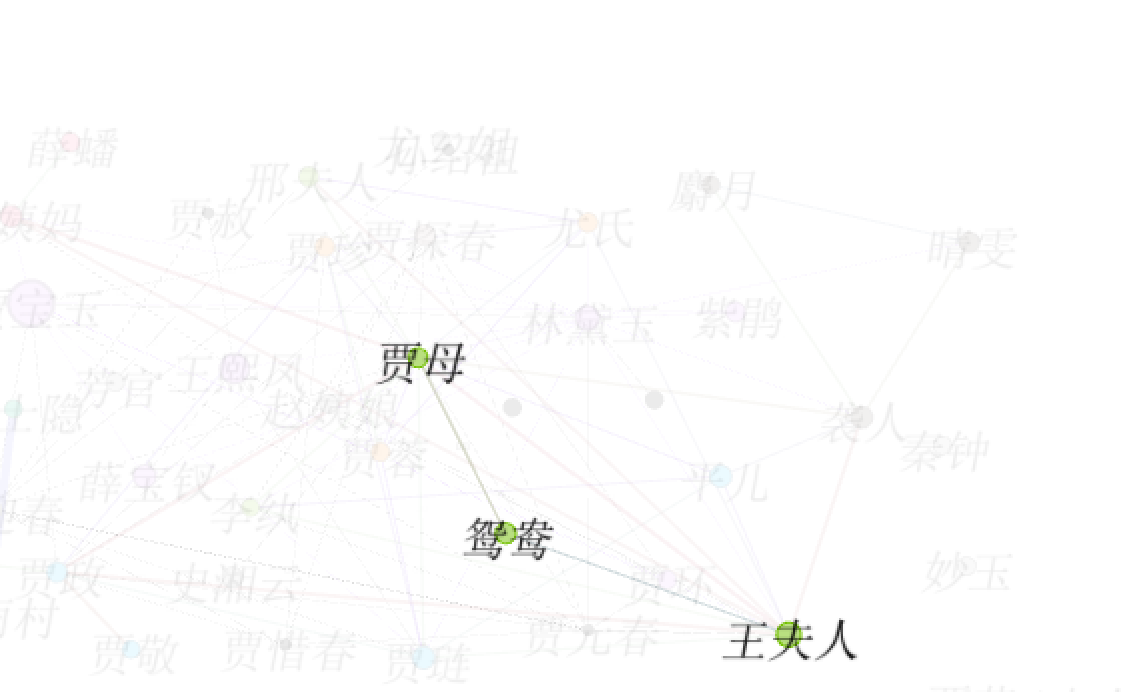 薛蟠
邢夫人
孙绍祖
麝月
姨妈
贾赦
贾珍
贾探春
尤氏
晴雯
宝玉
林黛玉
紫鹃
贾母
王熙凤
芳官
赵姨娘
士隐
袭人
秦钟
贾蓉
薛宝钗
平儿
李纨
迎春
鸳鸯
贾政
史湘云
贾环
妙玉
雨村
贾敬
贾惜春
贾琏
贾元春
王夫人